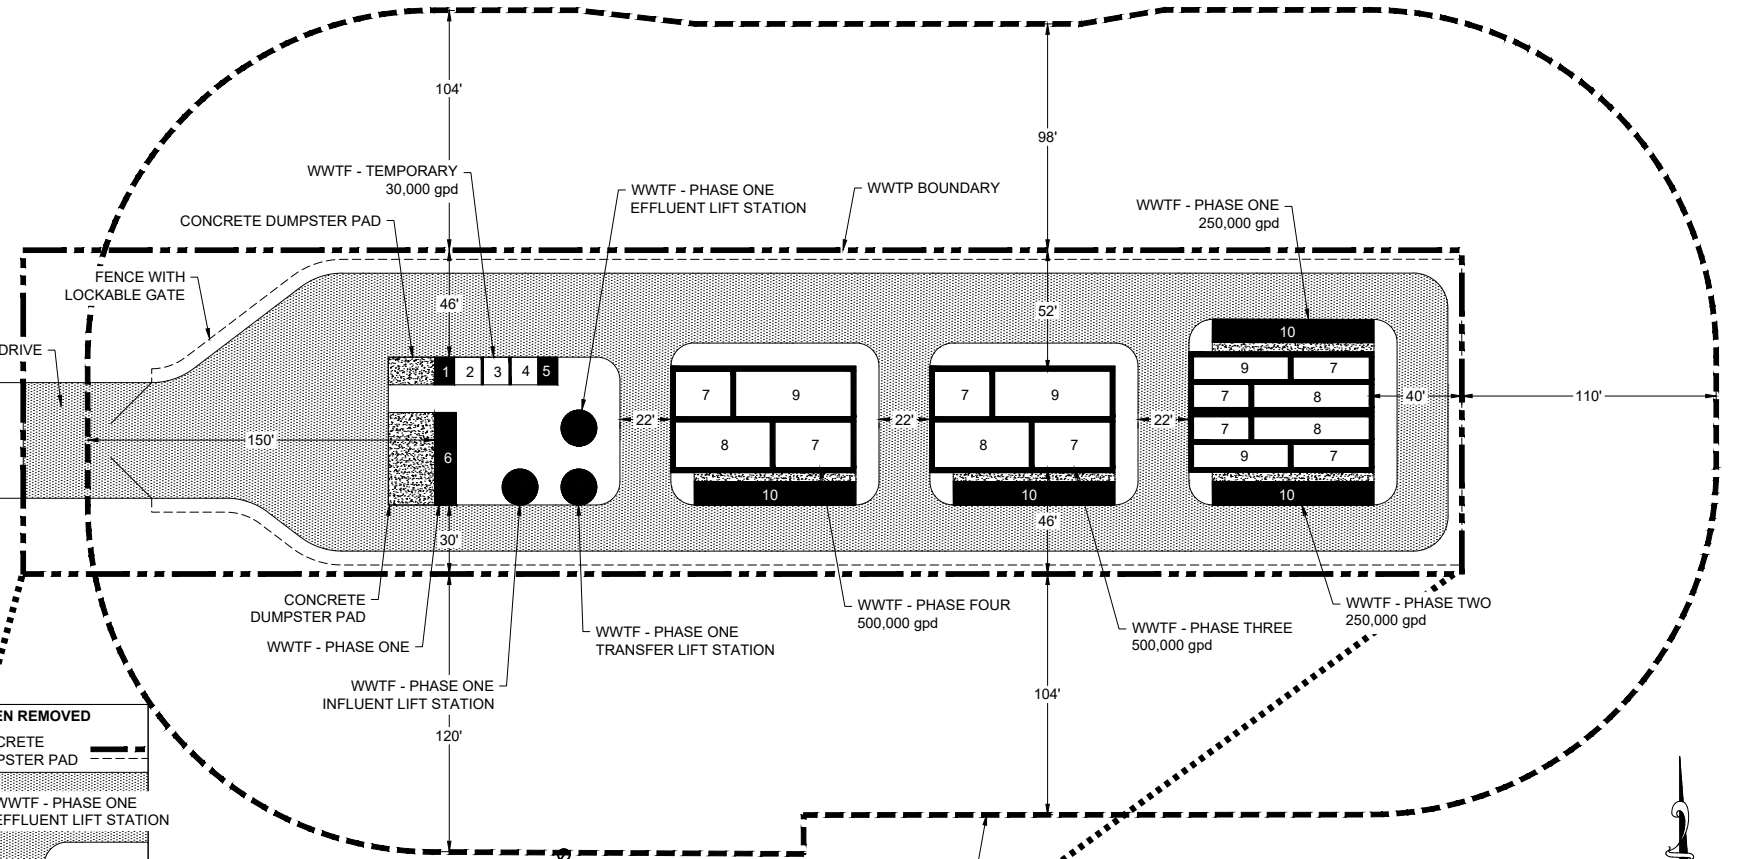 104'
98'
WWTF - TEMPORARY
30,000 gpd
WWTF - PHASE ONE
EFFLUENT LIFT STATION
WWTP BOUNDARY
WWTF - PHASE ONE
250,000 gpd
CONCRETE DUMPSTER PAD
FENCE WITH
LOCKABLE GATE
46'
52'
DRIVE
10
1 2 3 4 5
9 7
7 9
7 9
7 8
22'
22'
22'
40'
110'
150'
7 8
8 7
8 7
9 7
6
10
10
10
46'
30'
CONCRETE
DUMPSTER PAD
WWTF - PHASE FOUR
500,000 gpd
WWTF - PHASE TWO
250,000 gpd
WWTF - PHASE ONE
WWTF - PHASE ONE
TRANSFER LIFT STATION
WWTF - PHASE THREE
500,000 gpd
WWTF - PHASE ONE
INFLUENT LIFT STATION
104'
120'
EN REMOVED
CRETE
PSTER PAD
WWTF - PHASE ONE
EFFLUENT LIFT STATION